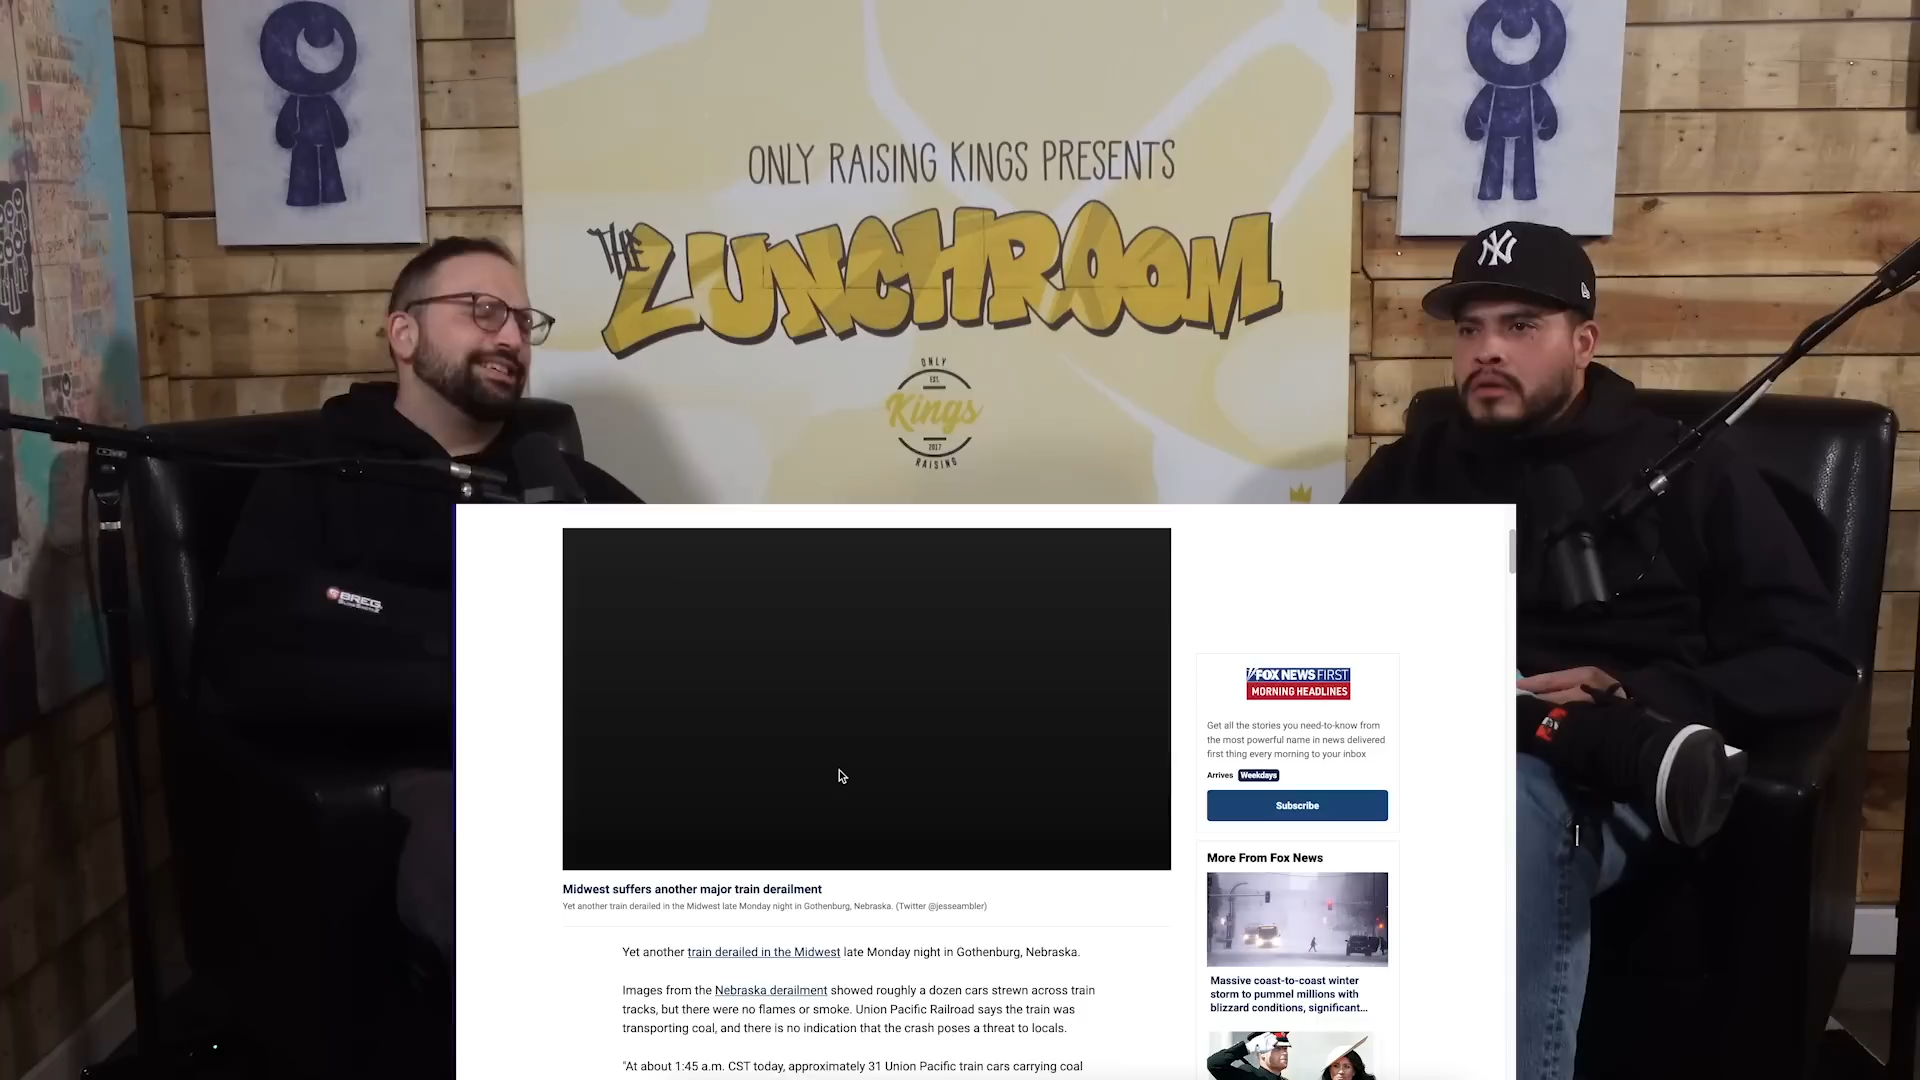 ONLY RAISING KINGS PRESENTS
THE LUNCHROOM
ONLY
EST.
Kings
2017
RAISING
NY
BREG
FOX NEWS FIRST
MORNING HEADLINES
Get all the stories you need-to-know from
the most powerful name in news delivered
first thing every morning to your inbox
Arrives Weekdays
Subscribe
Midwest suffers another major train derailment
Yet another train derailed in the Midwest late Monday night in Gothenburg, Nebraska. (Twitter @jesseambler)
Yet another train derailed in the Midwest late Monday night in Gothenburg, Nebraska.
Images from the Nebraska derailment showed roughly a dozen cars strewn across train
tracks, but there were no flames or smoke. Union Pacific Railroad says the train was
transporting coal, and there is no indication that the crash poses a threat to locals.
"At about 1:45 a.m. CST today, approximately 31 Union Pacific train cars carrying coal
More From Fox News
Massive coast-to-coast winter
storm to pummel millions with
blizzard conditions, significant...